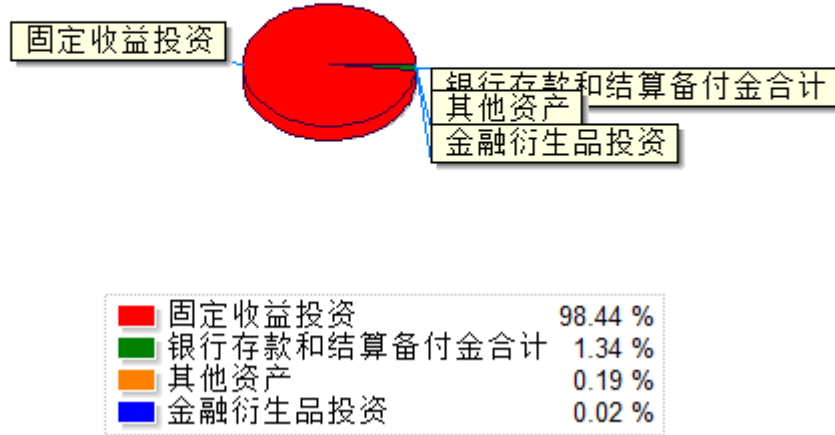 固定收益投资
银行存款和结算备付金合计
其他资产
金融衍生品投资
固定收益投资 98.44 %
银行存款和结算备付金合计 1.34 %
其他资产 0.19 %
金融衍生品投资 0.02 %